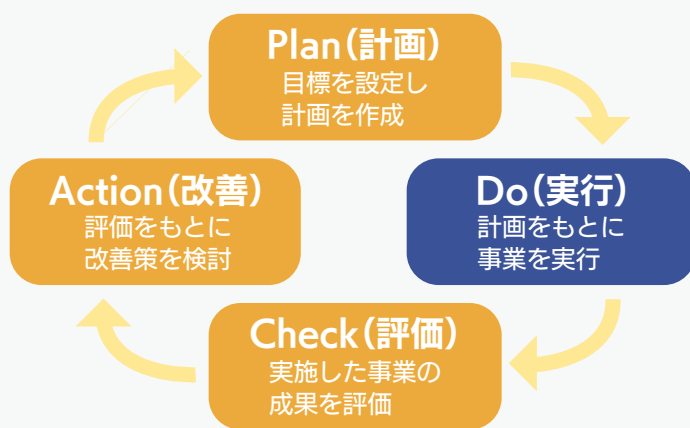 Plan(計画)
目標を設定し
計画を作成
Do(実行)
計画をもとに
事業を実行
Check(評価)
実施した事業の
成果を評価
Action(改善)
評価をもとに
改善策を検討